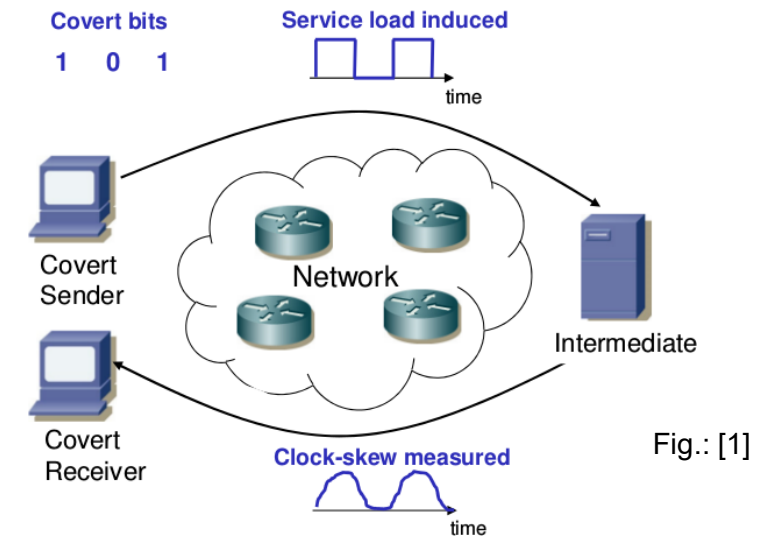 Covert bits
1 0 1
Service load induced
time
Covert
Sender
Network
Intermediate
Covert
Receiver
Clock-skew measured
time
Fig.: [1]